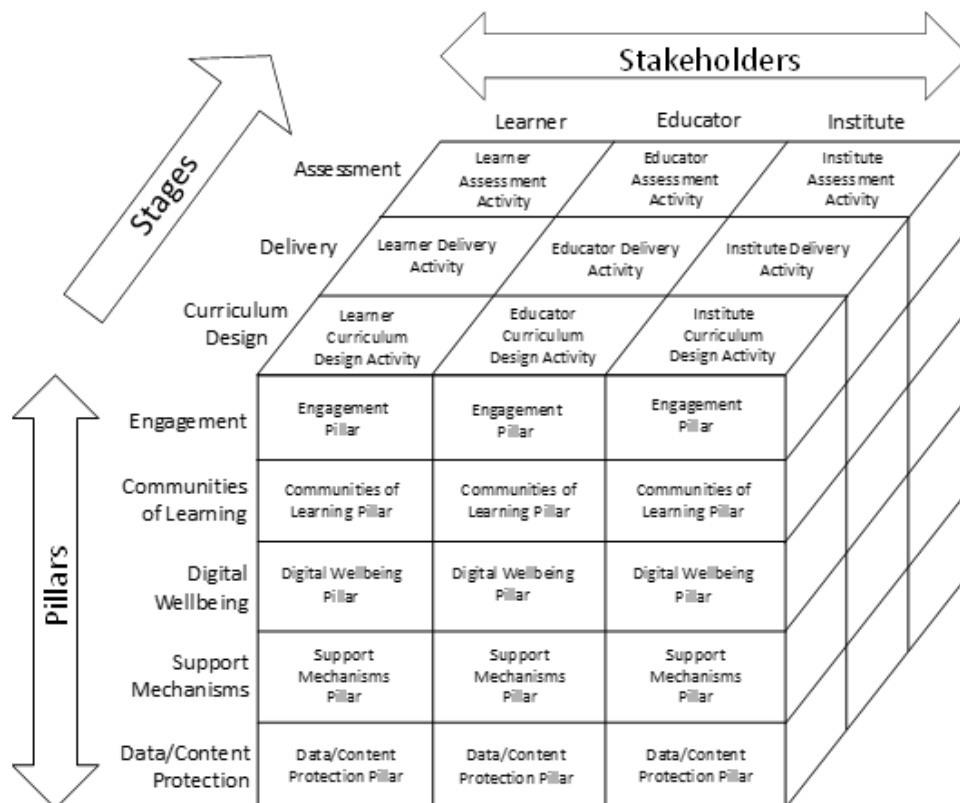 Stakeholders
Learner
Educator
Institute
Stages
Assessment
Learner
Assessment
Activity
Educator
Assessment
Activity
Institute
Assessment
Activity
Delivery
Learner Delivery
Activity
Educator Delivery
Activity
Institute Delivery
Activity
Curriculum
Design
Learner
Curriculum
Design Activity
Educator
Curriculum
Design Activity
Institute
Curriculum
Design Activity
Pillars
Engagement
Engagement
Pillar
Engagement
Pillar
Engagement
Pillar
Communities
of Learning
Communities of
Learning Pillar
Communities of
Learning Pillar
Communities of
Learning Pillar
Digital
Wellbeing
Digital Wellbeing
Pillar
Digital Wellbeing
Pillar
Digital Wellbeing
Pillar
Support
Mechanisms
Support
Mechanisms
Pillar
Support
Mechanisms
Pillar
Support
Mechanisms
Pillar
Data/Content
Protection
Data/Content
Protection Pillar
Data/Content
Protection Pillar
Data/Content
Protection Pillar